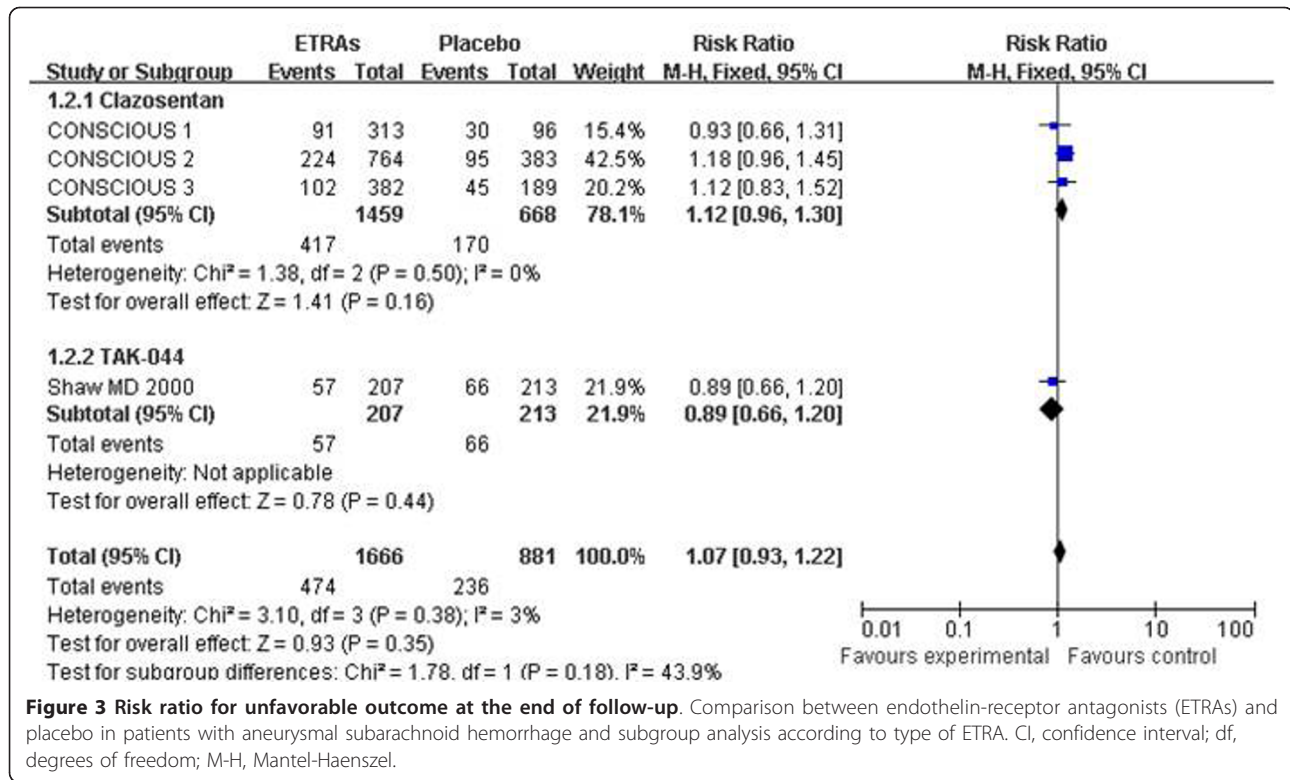 ETRAs Placebo Risk Ratio Risk Ratio
Study or Subgroup Events Total Events Total Weight M-H, Fixed, 95% CI M-H, Fixed, 95% CI
1.2.1 Clazosentan
CONSCIOUS 1 91 313 30 96 15.4% 0.93 [0.66, 1.31]
CONSCIOUS 2 224 764 95 383 42.5% 1.18 [0.96, 1.45]
CONSCIOUS 3 102 382 45 189 20.2% 1.12 [0.83, 1.52]
Subtotal (95% CI) 1459 668 78.1% 1.12 [0.96, 1.30]
Total events 417 170
Heterogeneity: Chi² = 1.38, df = 2 (P = 0.50); I² = 0%
Test for overall effect: Z = 1.41 (P = 0.16)
1.2.2 TAK-044
Shaw MD 2000 57 207 66 213 21.9% 0.89 [0.66, 1.20]
Subtotal (95% CI) 207 213 21.9% 0.89 [0.66, 1.20]
Total events 57 66
Heterogeneity: Not applicable
Test for overall effect: Z = 0.78 (P = 0.44)
Total (95% CI) 1666 881 100.0% 1.07 [0.93, 1.22]
Total events 474 236
Heterogeneity: Chi² = 3.10, df = 3 (P = 0.38); I² = 3%
Test for overall effect: Z = 0.93 (P = 0.35)
Test for subgroup differences: Chi² = 1.78, df = 1 (P = 0.18), I² = 43.9%
0.01 0.1 1 10 100
Favours experimental Favours control
Figure 3 Risk ratio for unfavorable outcome at the end of follow-up. Comparison between endothelin-receptor antagonists (ETRAs) and
placebo in patients with aneurysmal subarachnoid hemorrhage and subgroup analysis according to type of ETRA. CI, confidence interval; df,
degrees of freedom; M-H, Mantel-Haenszel.